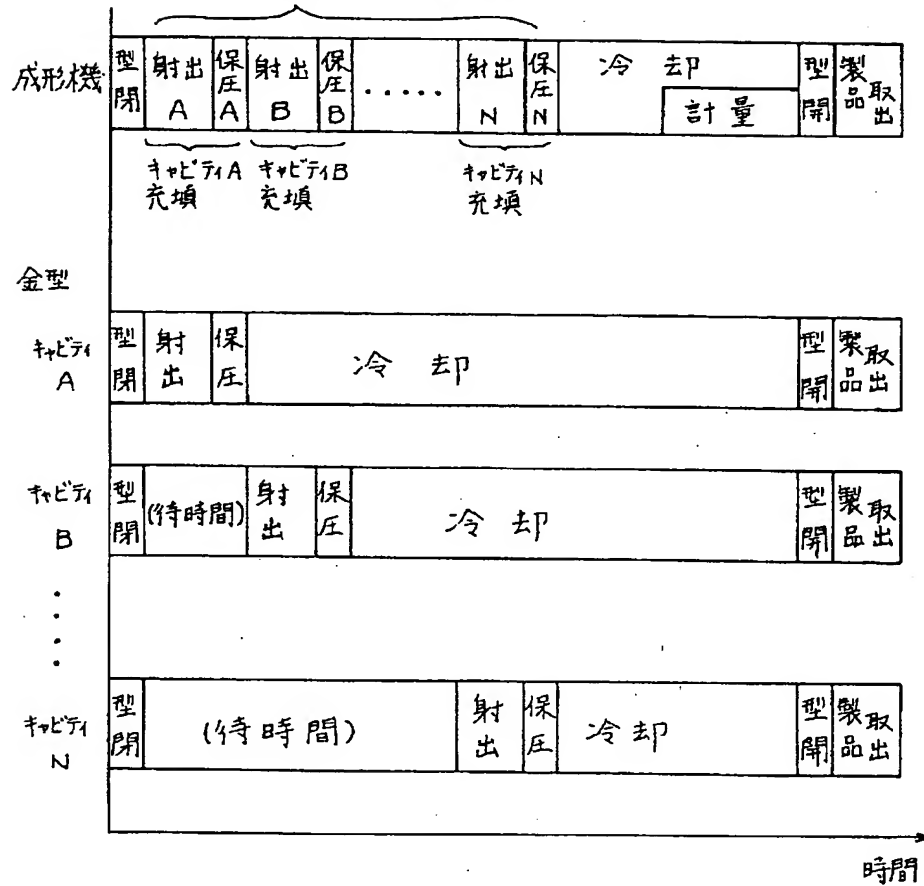 成形機
型閉
射出A
保圧A
射出B
保圧B
.....
射出N
保圧N
冷却
計量
型開
製品取出
キャビティA充填
キャビティB充填
キャビティN充填
金型
キャビティA
型閉
射出
保圧
冷却
型開
製品取出
キャビティB
型閉
(待時間)
射出
保圧
冷却
型開
製品取出
キャビティN
型閉
(待時間)
射出
保圧
冷却
型開
製品取出
時間